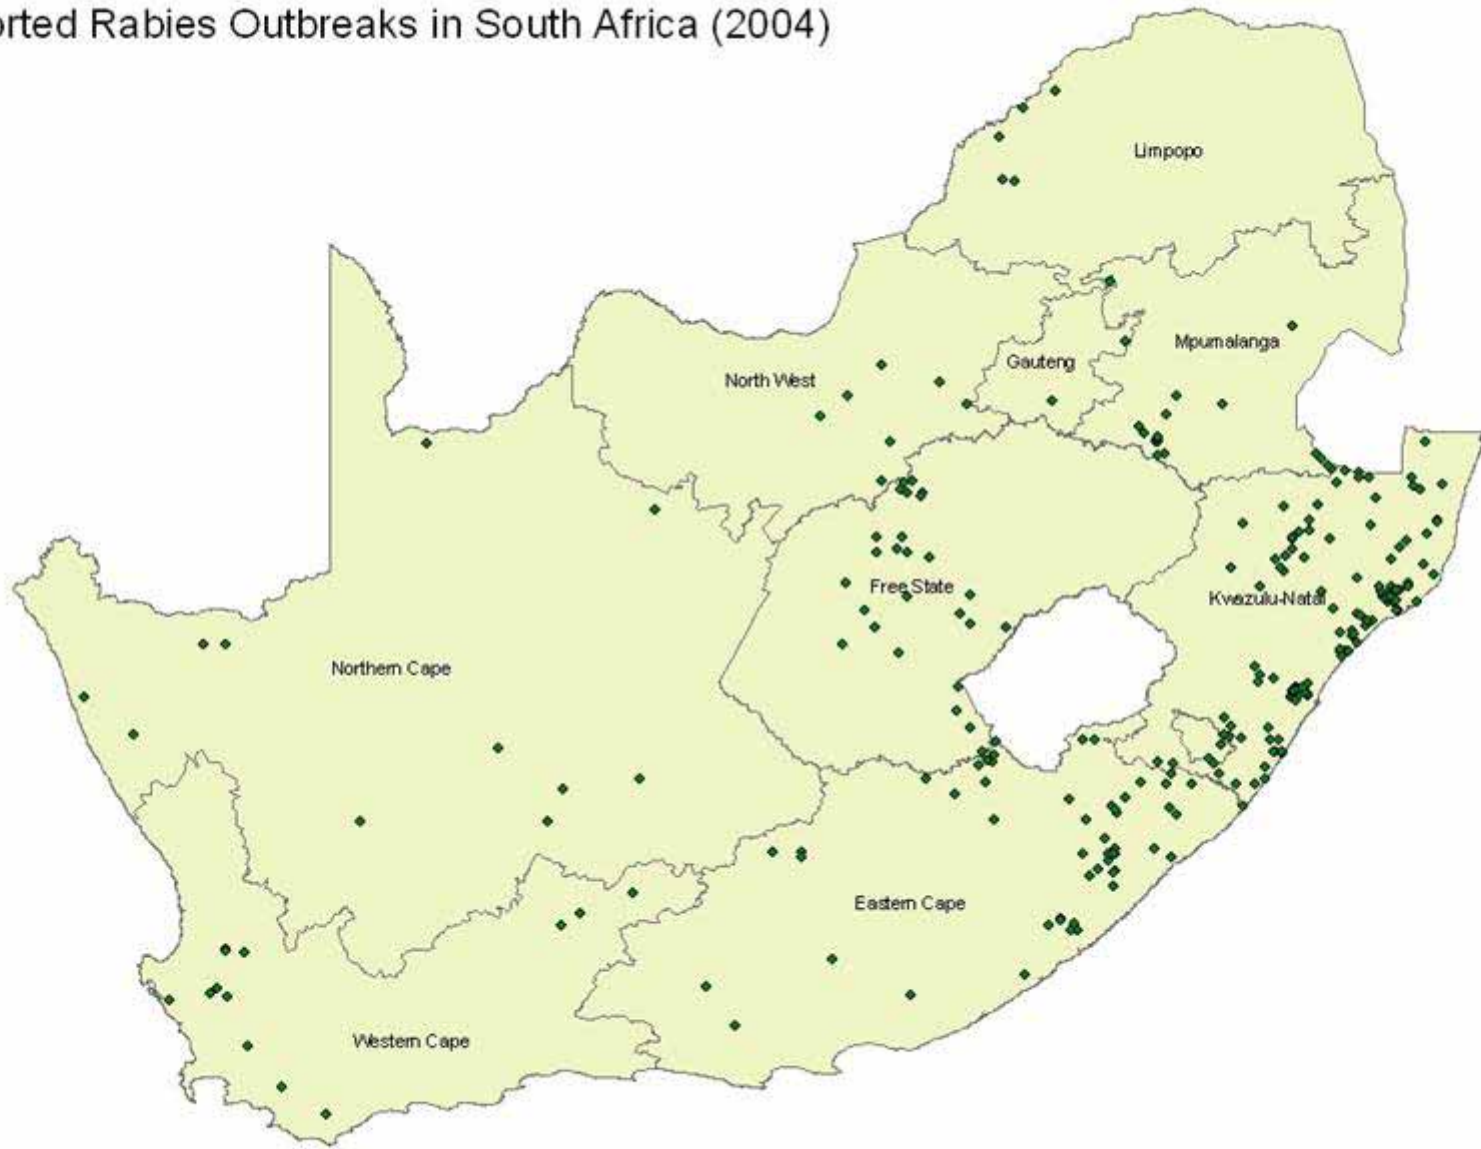 orted Rabies Outbreaks in South Africa (2004)
Limpopo
Mpumalanga
Gauteng
North West
Free State
Kwazulu-Natal
Northern Cape
Eastern Cape
Western Cape